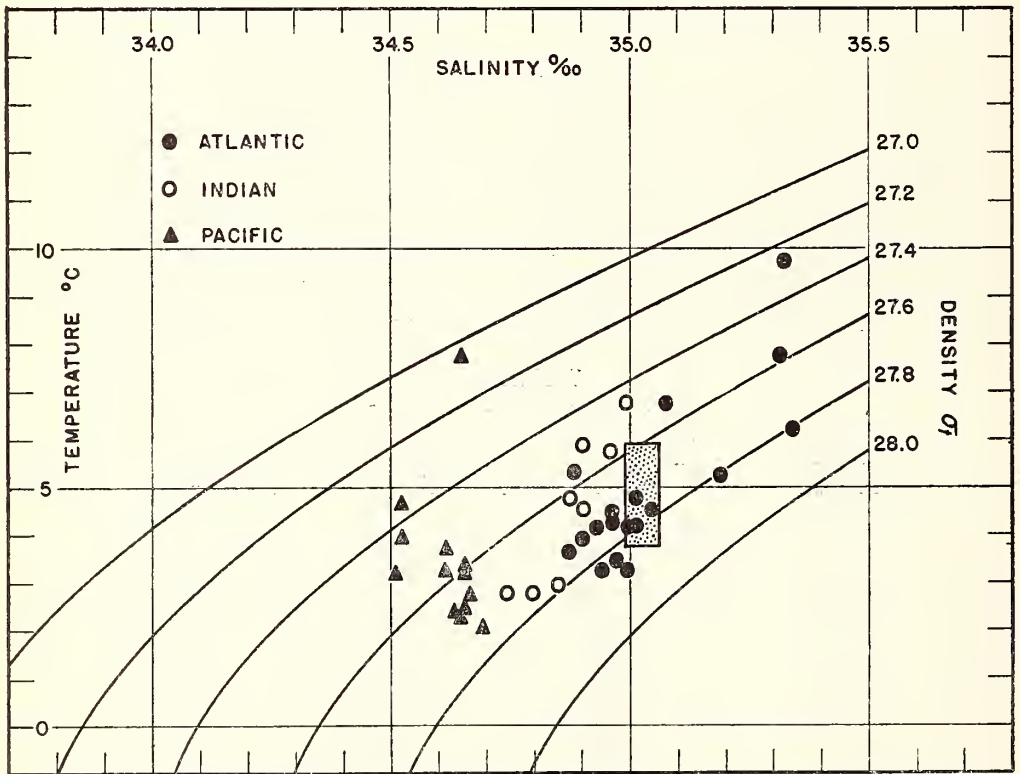 34.0 34.5 35.0 35.5
SALINITY ‰
ATLANTIC
INDIAN
PACIFIC
27.0
27.2
27.4
27.6
27.8
28.0
10
5
0
TEMPERATURE °C
DENSITY σt